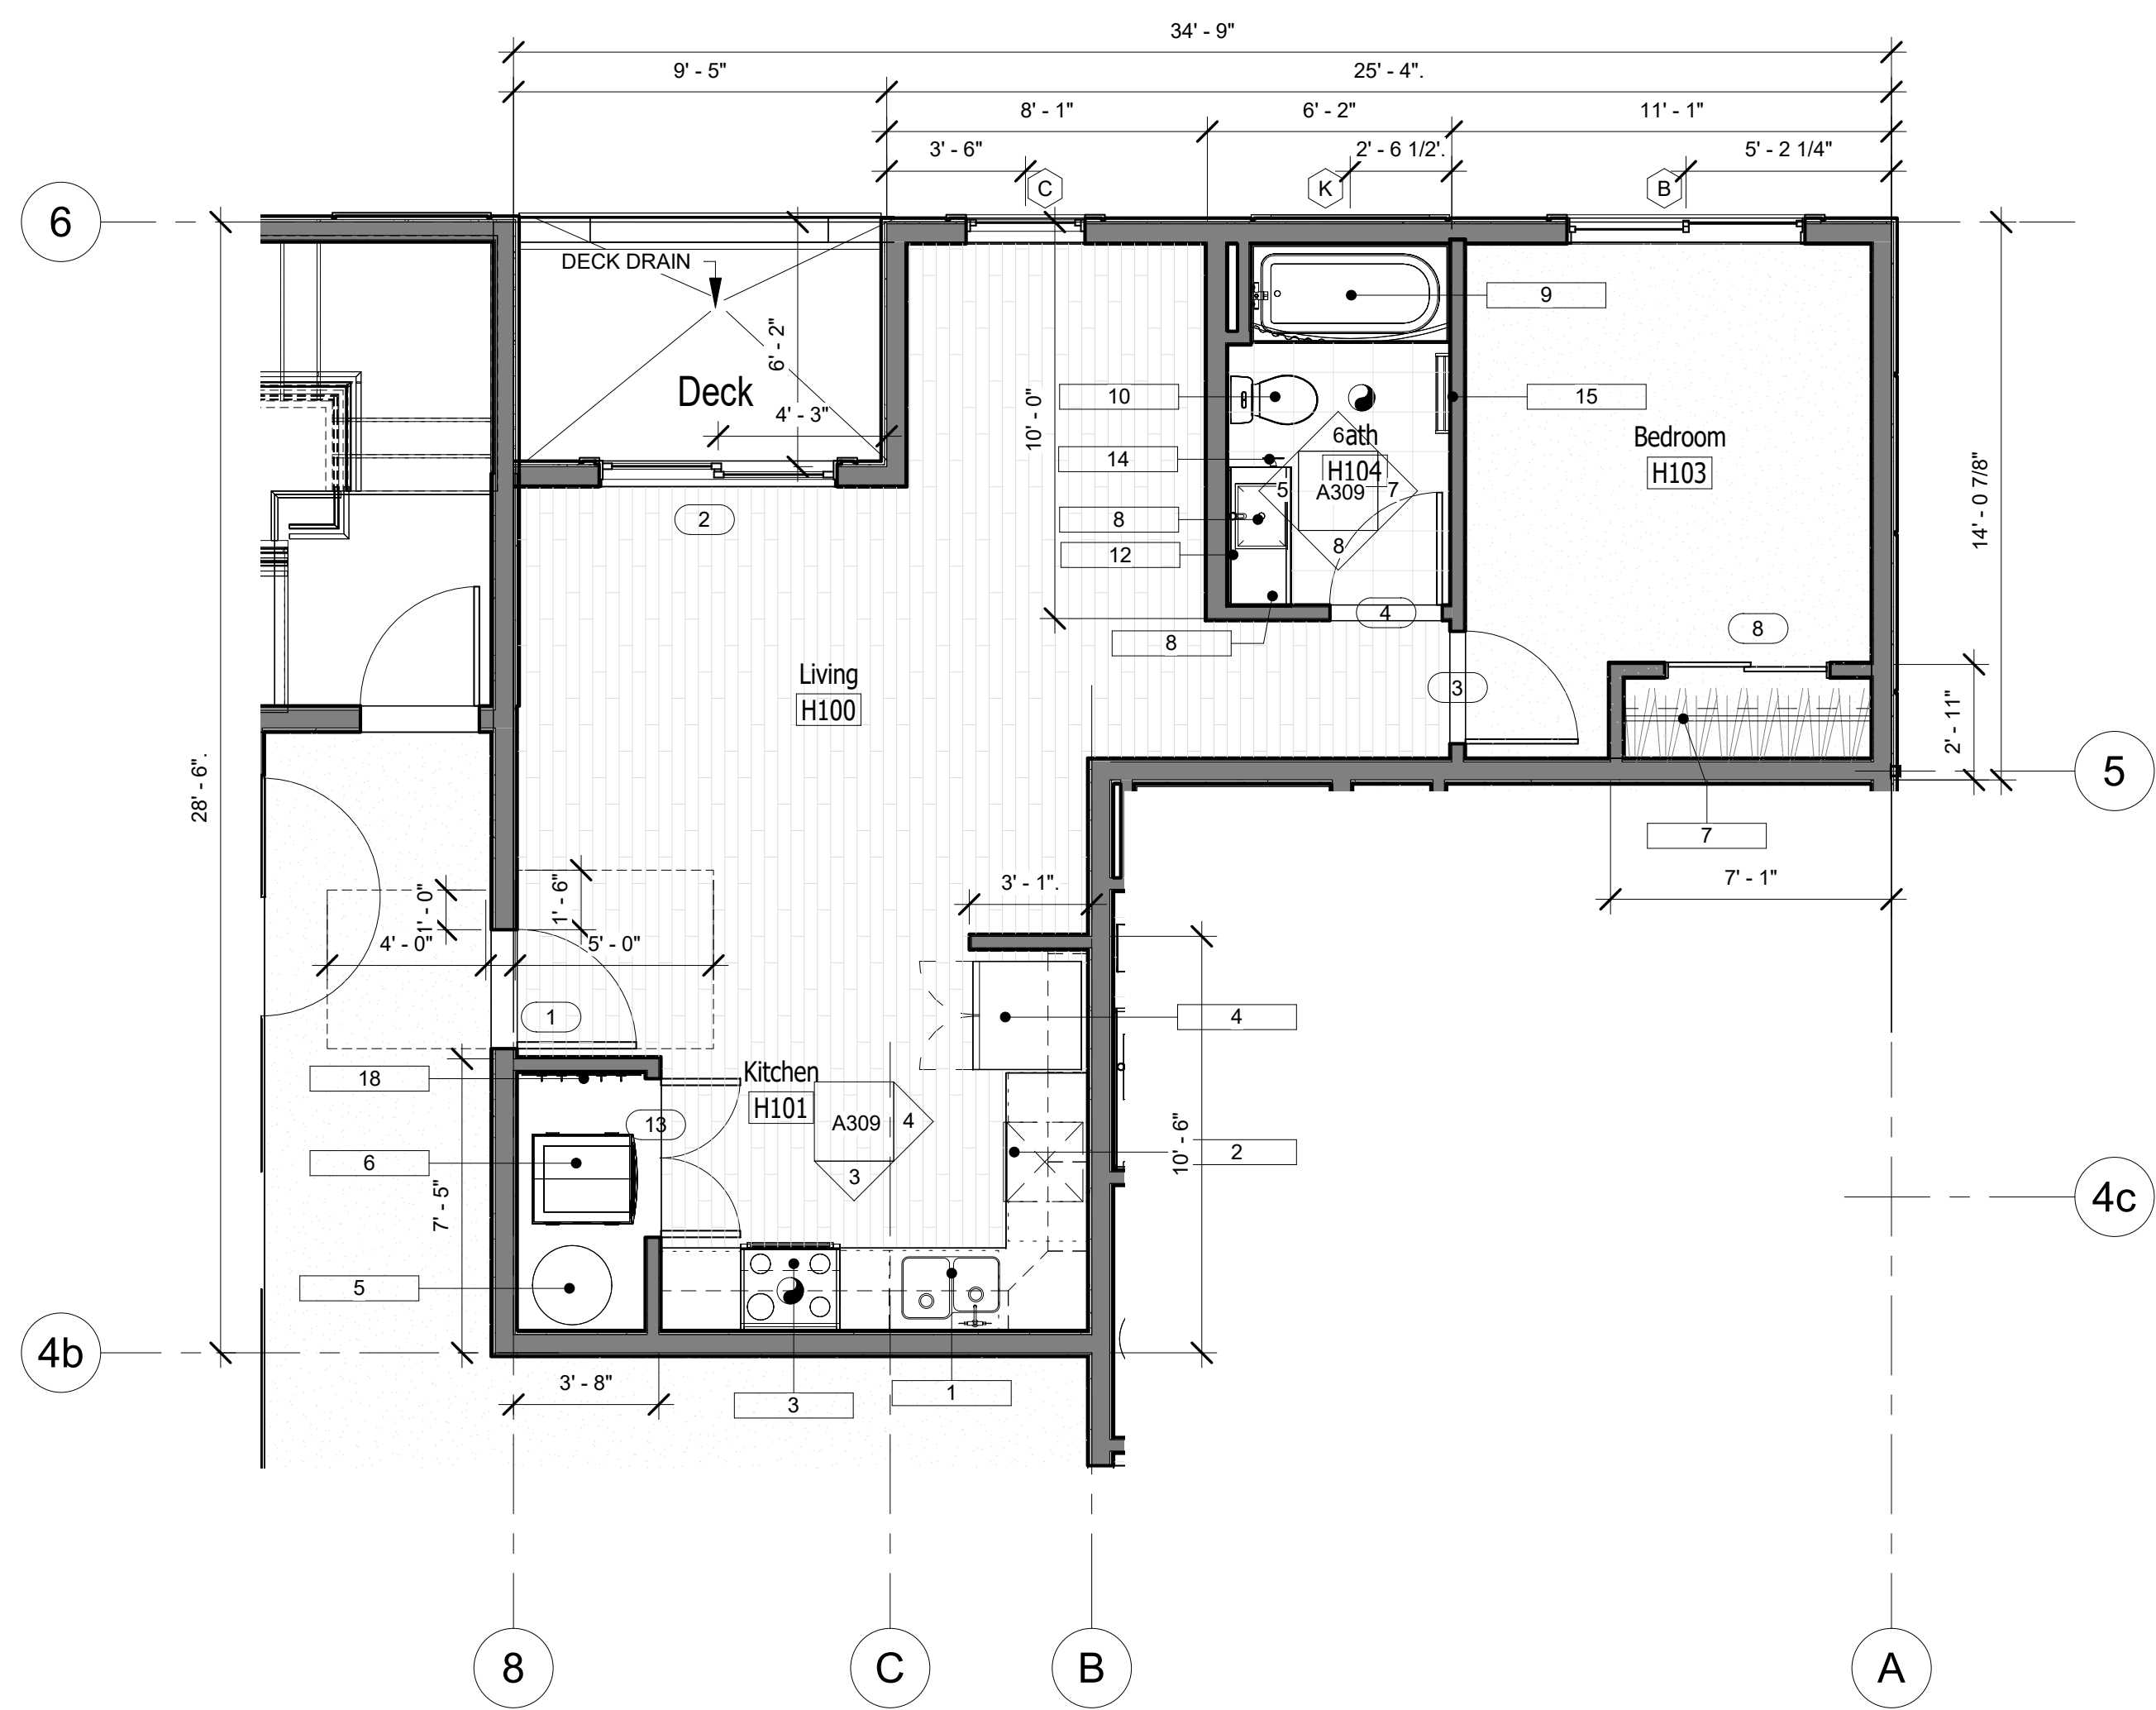 34' - 9"
9' - 5"
25' - 4".
8' - 1"
6' - 2"
11' - 1"
3' - 6"
2' - 6 1/2'.
5' - 2 1/4"
C
K
B
6
DECK DRAIN
9
6' - 2"
Deck
4' - 3"
10' - 0"
10
15
6
ath
Bedroom
14
H104
H103
5
A309
7
14' - 0 7/8"
2
8
12
8
4
8
8
Living
H100
3
2' - 11"
5
28' - 6".
7
7' - 1"
3' - 1".
1' - 0"
1' - 6"
4' - 0"
5' - 0"
1
4
18
Kitchen
H101
A309
4
13
6
3
2
10' - 6"
7' - 5"
4c
5
4b
3' - 8"
3
1
8
C
B
A